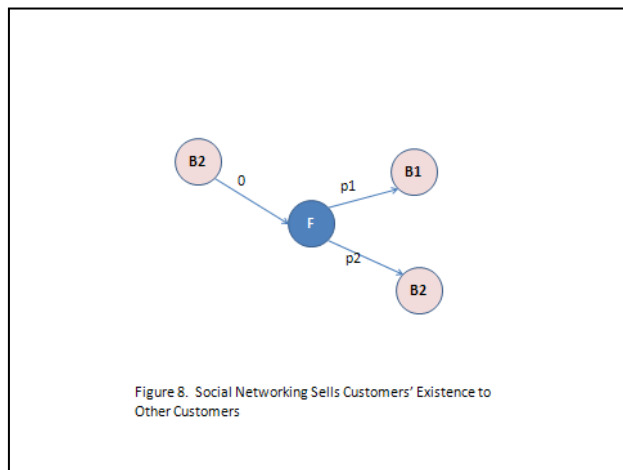 B2
0
B1
p1
F
p2
B2
Figure 8.  Social Networking Sells Customers’ Existence to
Other Customers